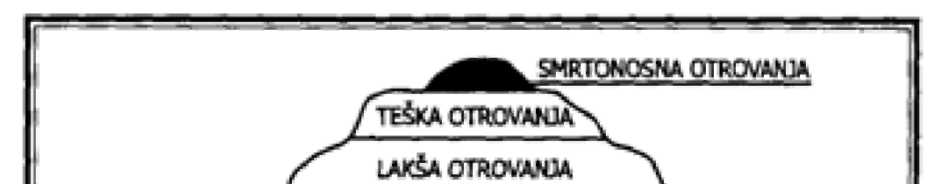 SMRTONOSNA OTROVANJA
TEŠKA OTROVANJA
LAKŠA OTROVANJA